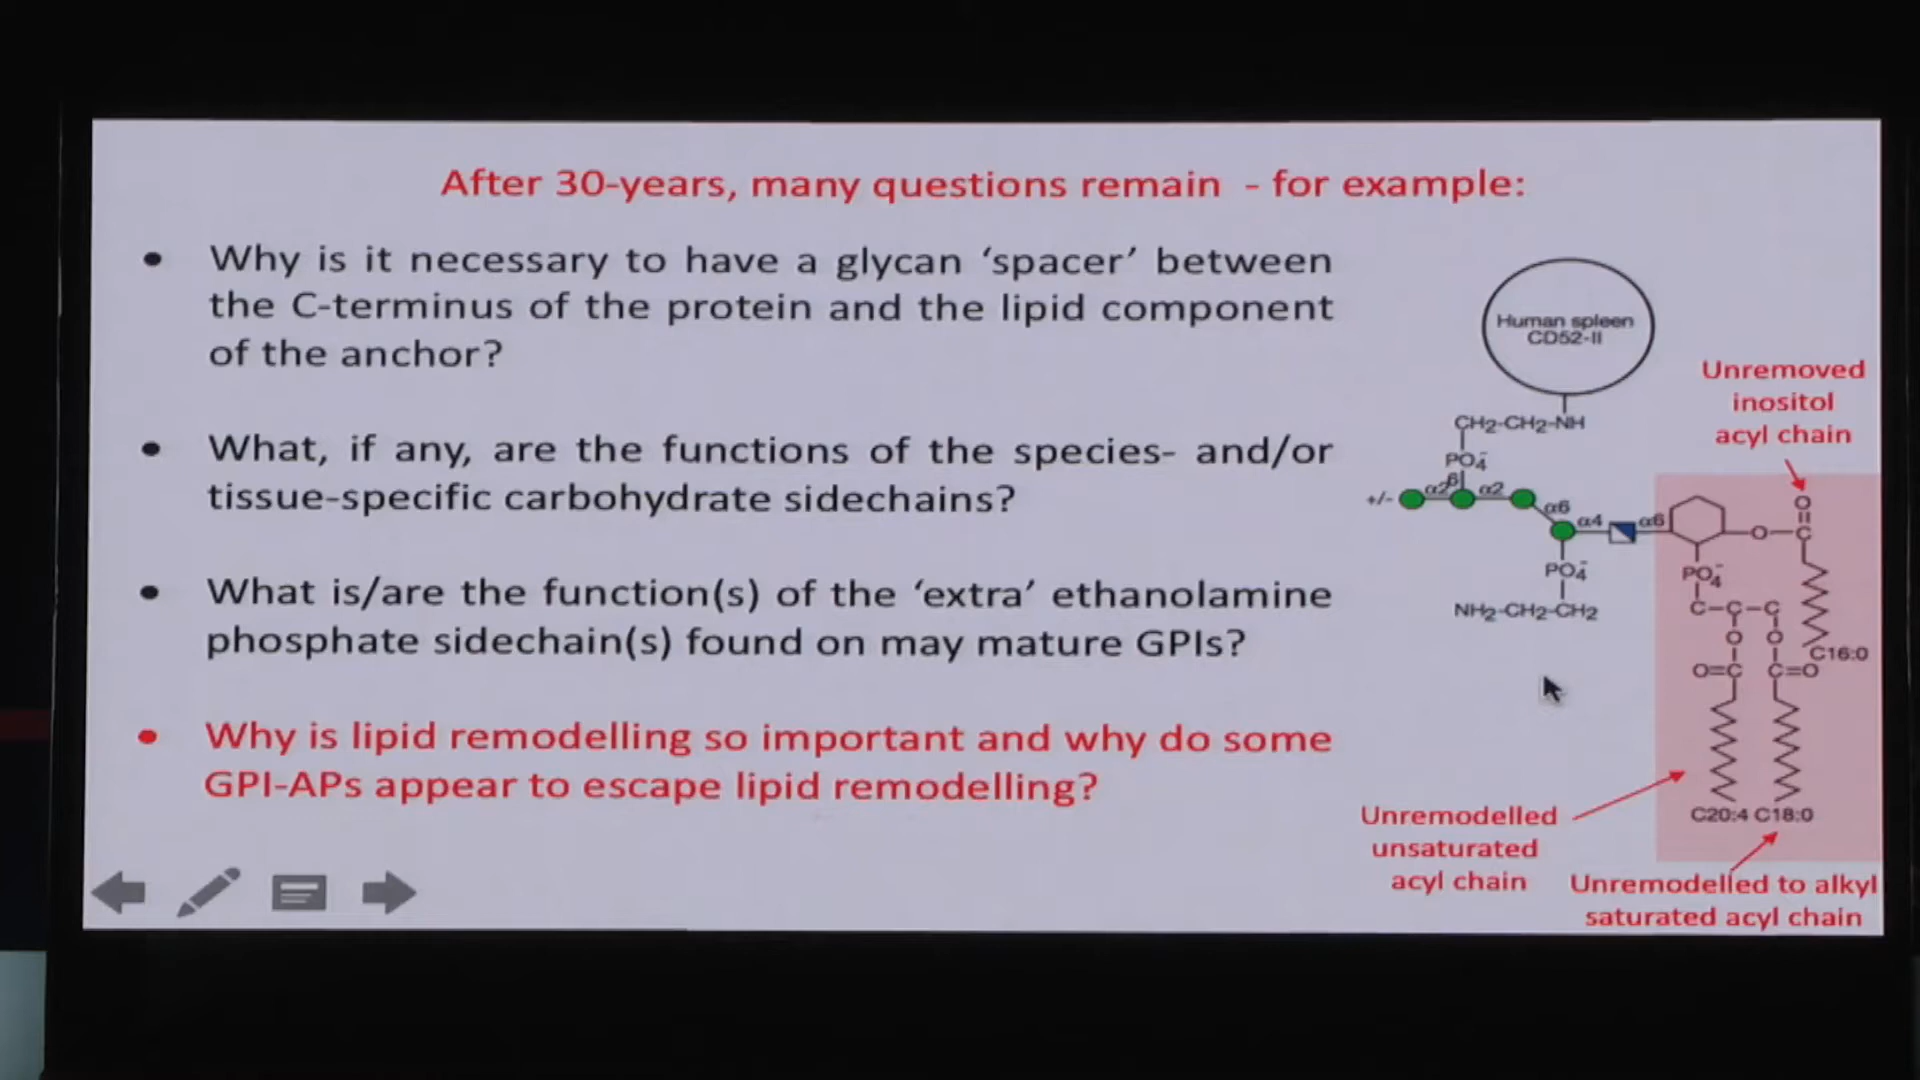 After 30-years, many questions remain - for example:
• Why is it necessary to have a glycan ‘spacer’ between
the C-terminus of the protein and the lipid component
of the anchor?
• What, if any, are the functions of the species- and/or
tissue-specific carbohydrate sidechains?
• What is/are the function(s) of the ‘extra’ ethanolamine
phosphate sidechain(s) found on may mature GPIs?
• Why is lipid remodelling so important and why do some
GPI-APs appear to escape lipid remodelling?
Human spleen
CD52-II
Unremoved
inositol
acyl chain
CH2-CH2-NH
PO4-
+/- α2 β α2
α6
α4 α6
O
O C
PO4-
PO4-
NH2-CH2-CH2
C-C-C
O O
C16:0
O=C C=O
C20:4 C18:0
Unremodelled
unsaturated
acyl chain
Unremodelled to alkyl
saturated acyl chain